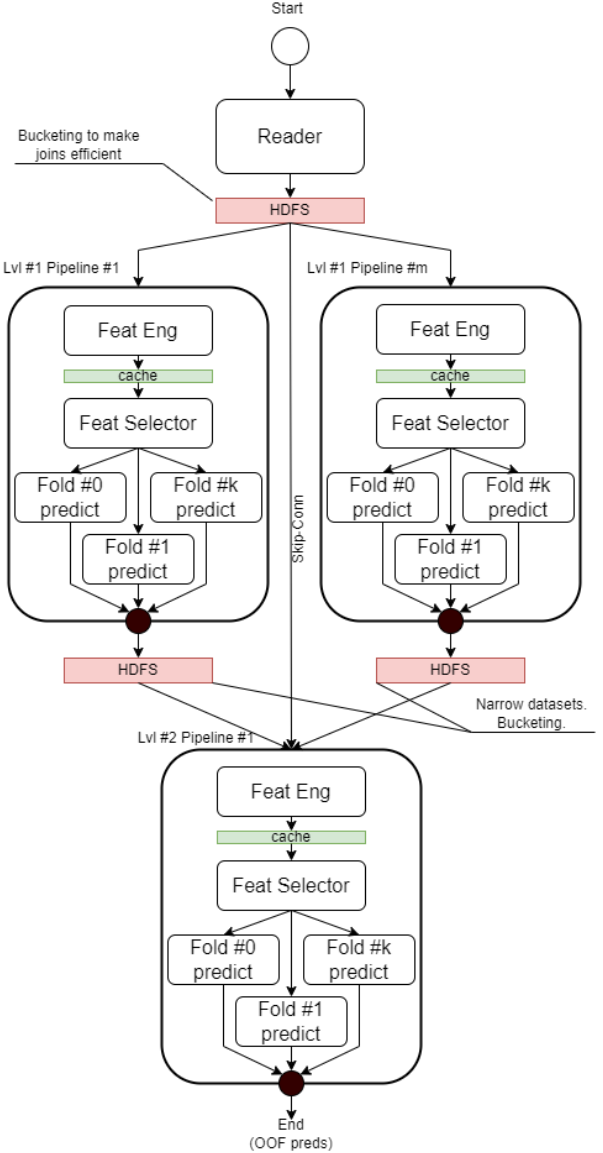 Start
Reader
Bucketing to make
joins efficient
HDFS
Lvl #1 Pipeline #1
Feat Eng
cache
Feat Selector
Fold #0
predict
Fold #k
predict
Fold #1
predict
HDFS
Skip-Conn
Lvl #1 Pipeline #m
Feat Eng
cache
Feat Selector
Fold #0
predict
Fold #k
predict
Fold #1
predict
HDFS
Narrow datasets.
Bucketing.
Lvl #2 Pipeline #1
Feat Eng
cache
Feat Selector
Fold #0
predict
Fold #k
predict
Fold #1
predict
End
(OOF preds)